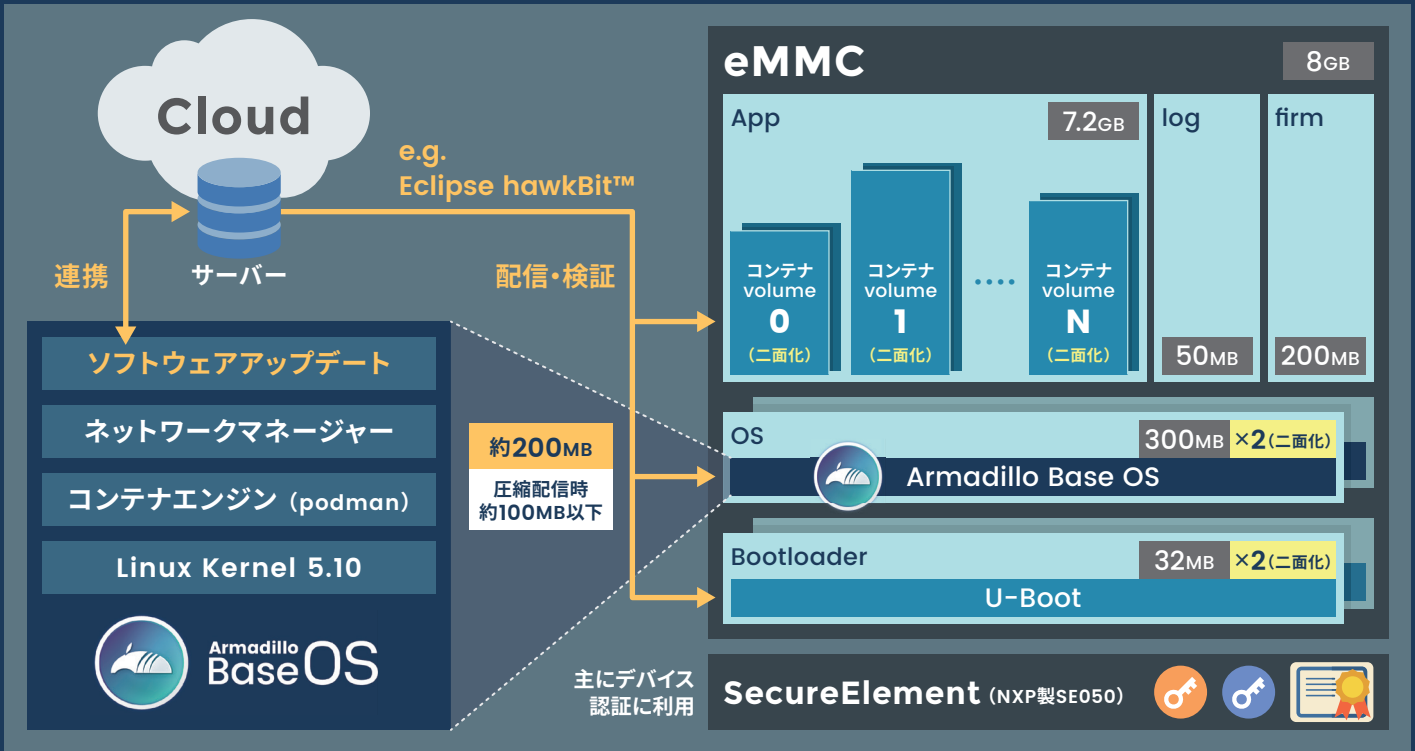 Cloud
サーバー
e.g.
Eclipse hawkBit™
連携
配信・検証
ソフトウェアアップデート
ネットワークマネージャー
コンテナエンジン（podman）
Linux Kernel 5.10
Armadillo
Base OS
約200MB
圧縮配信時
約100MB以下
eMMC
8GB
App
7.2GB
コンテナ
volume
0
（二面化）
コンテナ
volume
1
（二面化）
....
コンテナ
volume
N
（二面化）
log
50MB
firm
200MB
OS
300MB ×2（二面化）
Armadillo Base OS
Bootloader
32MB ×2（二面化）
U-Boot
主にデバイス
認証に利用
SecureElement（NXP製SE050）